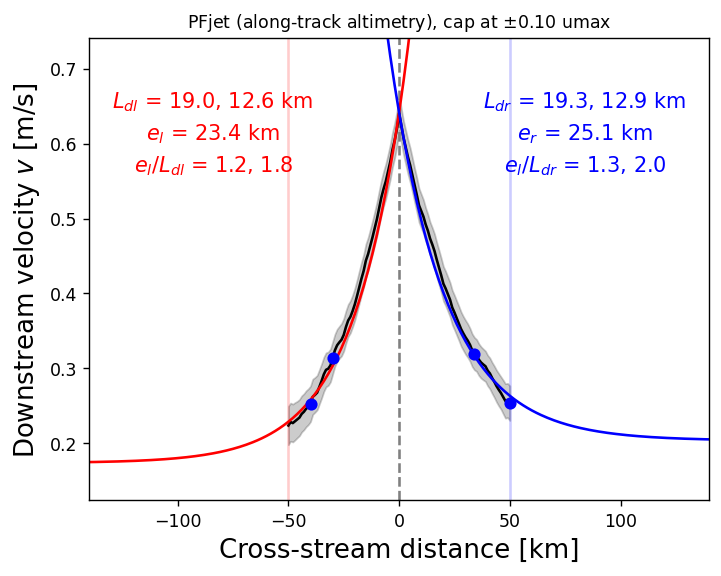 PFjet (along-track altimetry), cap at ±0.10 umax
L_dl = 19.0, 12.6 km
e_l = 23.4 km
e_l/L_dl = 1.2, 1.8
L_dr = 19.3, 12.9 km
e_r = 25.1 km
e_l/L_dr = 1.3, 2.0
Downstream velocity v [m/s]
0.7
0.6
0.5
0.4
0.3
0.2
−100
−50
0
50
100
Cross-stream distance [km]